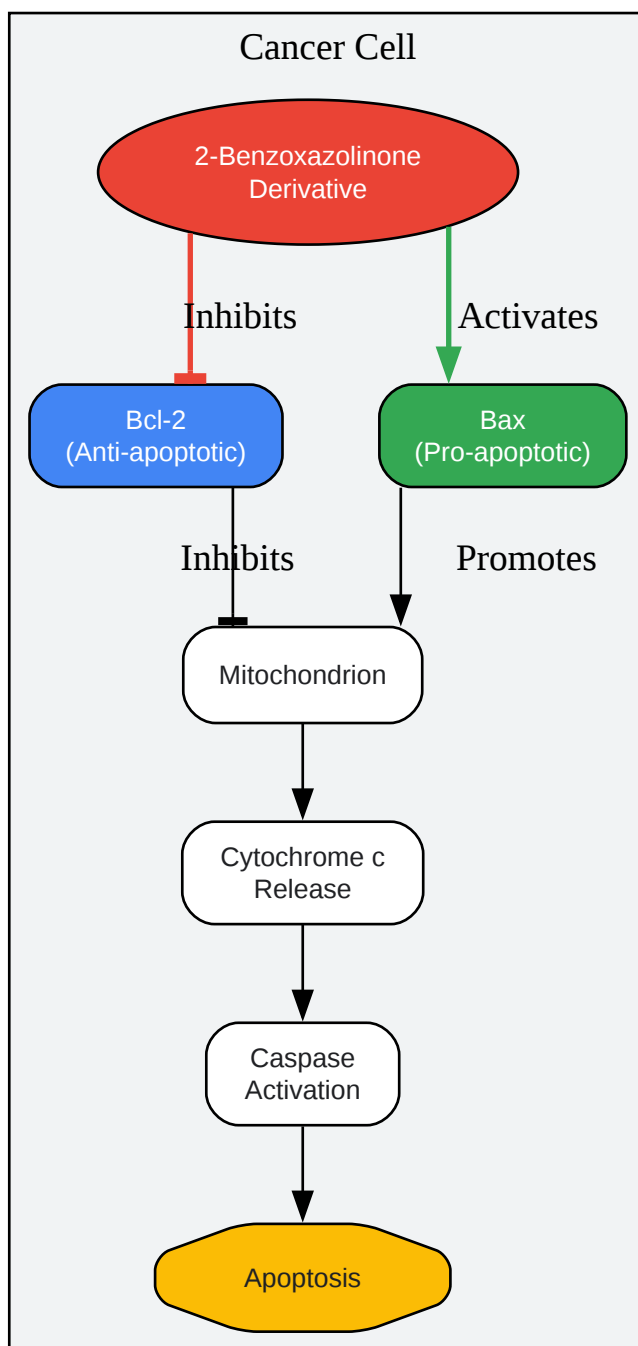 Cancer Cell
2-Benzoxazolinone
Derivative
Inhibits
Activates
Bcl-2
(Anti-apoptotic)
Bax
(Pro-apoptotic)
Inhibits
Promotes
Mitochondrion
Cytochrome c
Release
Caspase
Activation
Apoptosis